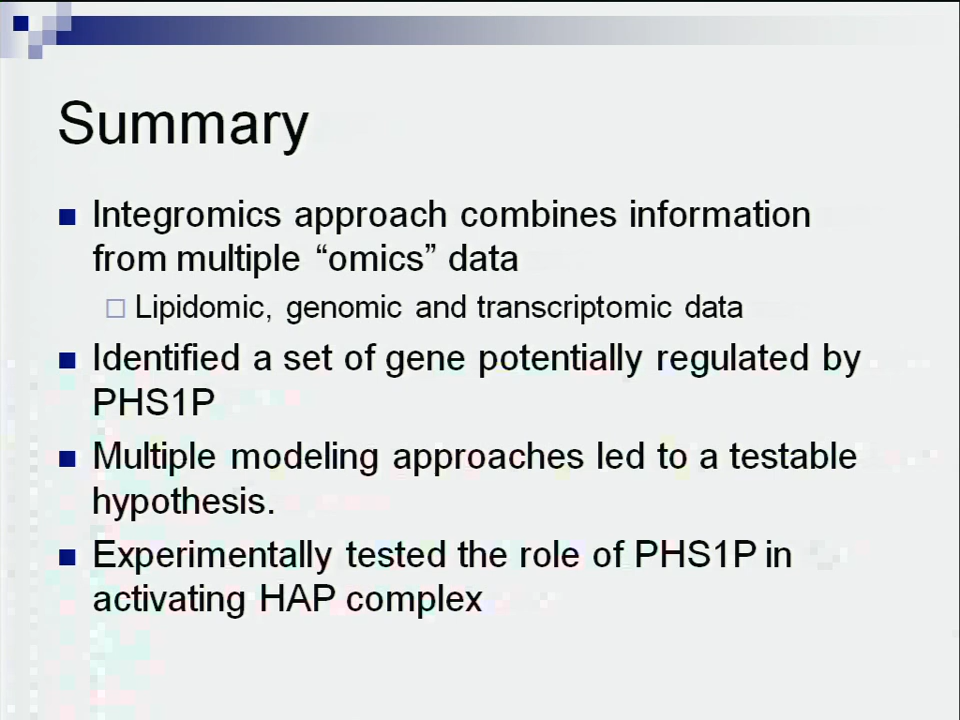 Summary
Integromics approach combines information
from multiple “omics” data
Lipidomic, genomic and transcriptomic data
Identified a set of gene potentially regulated by
PHS1P
Multiple modeling approaches led to a testable
hypothesis.
Experimentally tested the role of PHS1P in
activating HAP complex